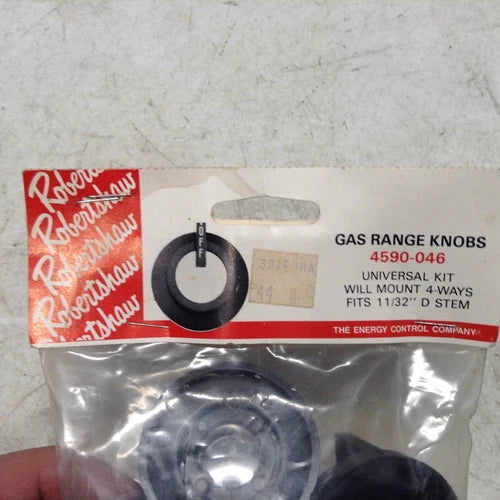 Robertshaw
Robertshaw
Robertshaw
Robertshaw
Robertshaw
OFF
GAS RANGE KNOBS
4590-046
UNIVERSAL KIT
WILL MOUNT 4-WAYS
FITS 11/32" D STEM
THE ENERGY CONTROL COMPANY®